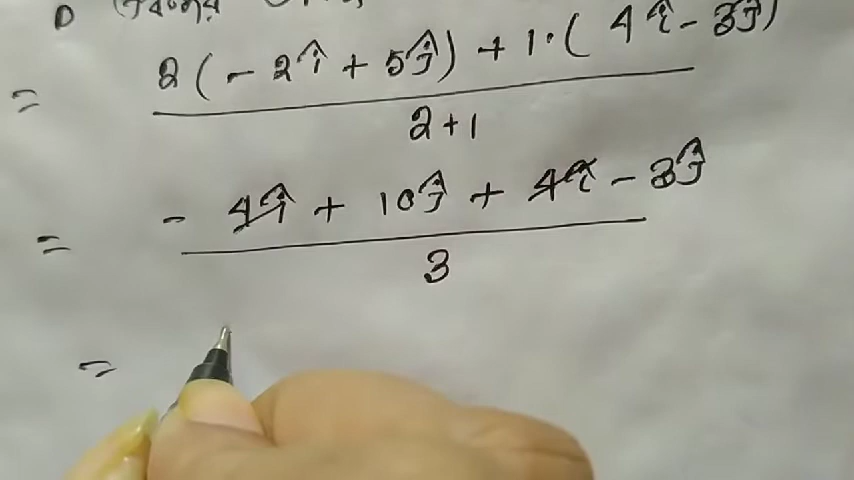 D
= 2 ( - 2î + 5ĵ ) + 1. ( 4î - 3ĵ )
2 + 1
= - 4î + 10ĵ + 4î - 3ĵ
3
=